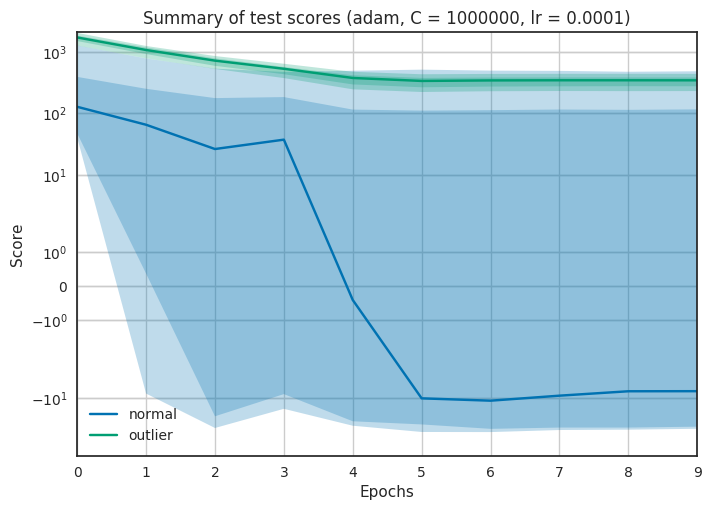 Summary of test scores (adam, C = 1000000, lr = 0.0001)
10³
10²
10¹
10⁰
0
−10⁰
−10¹
Score
normal
outlier
0 1 2 3 4 5 6 7 8 9
Epochs